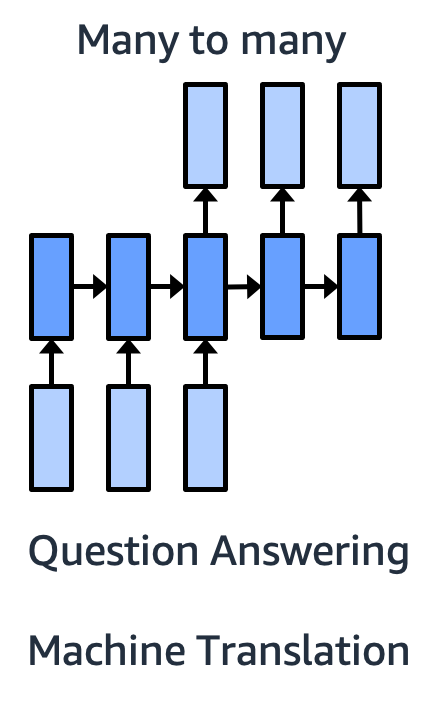 Many to many
Question Answering
Machine Translation